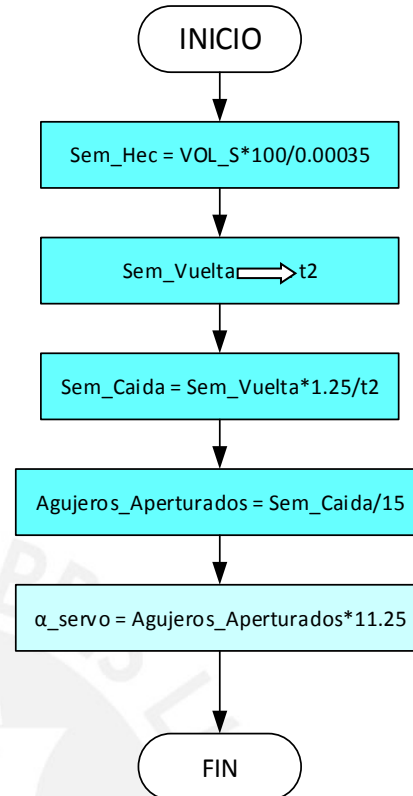 INICIO
Sem_Hec = VOL_S*100/0.00035
Sem_Vuelta t2
Sem_Caida = Sem_Vuelta*1.25/t2
Agujeros_Aperturados = Sem_Caida/15
α_servo = Agujeros_Aperturados*11.25
FIN